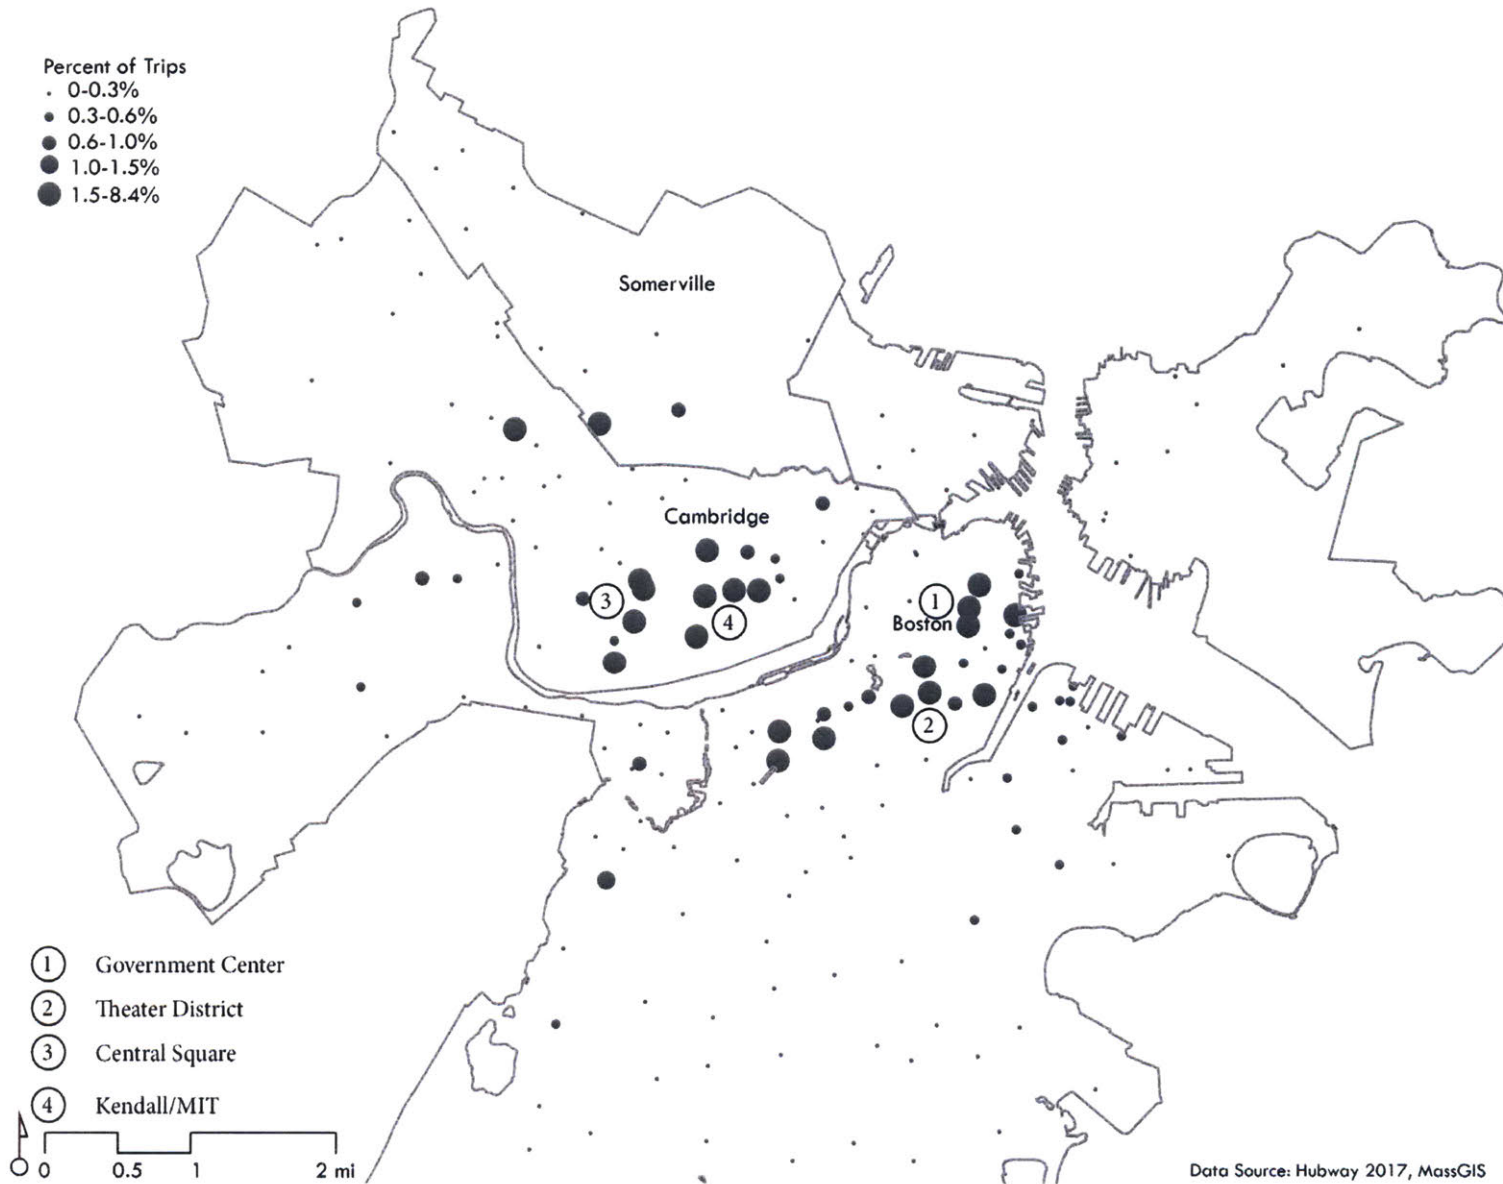 Percent of Trips
0-0.3%
0.3-0.6%
0.6-1.0%
1.0-1.5%
1.5-8.4%
Somerville
Cambridge
3
4
1
Boston
2
1 Government Center
2 Theater District
3 Central Square
4 Kendall/MIT
0 0.5 1 2 mi
Data Source: Hubway 2017, MassGIS